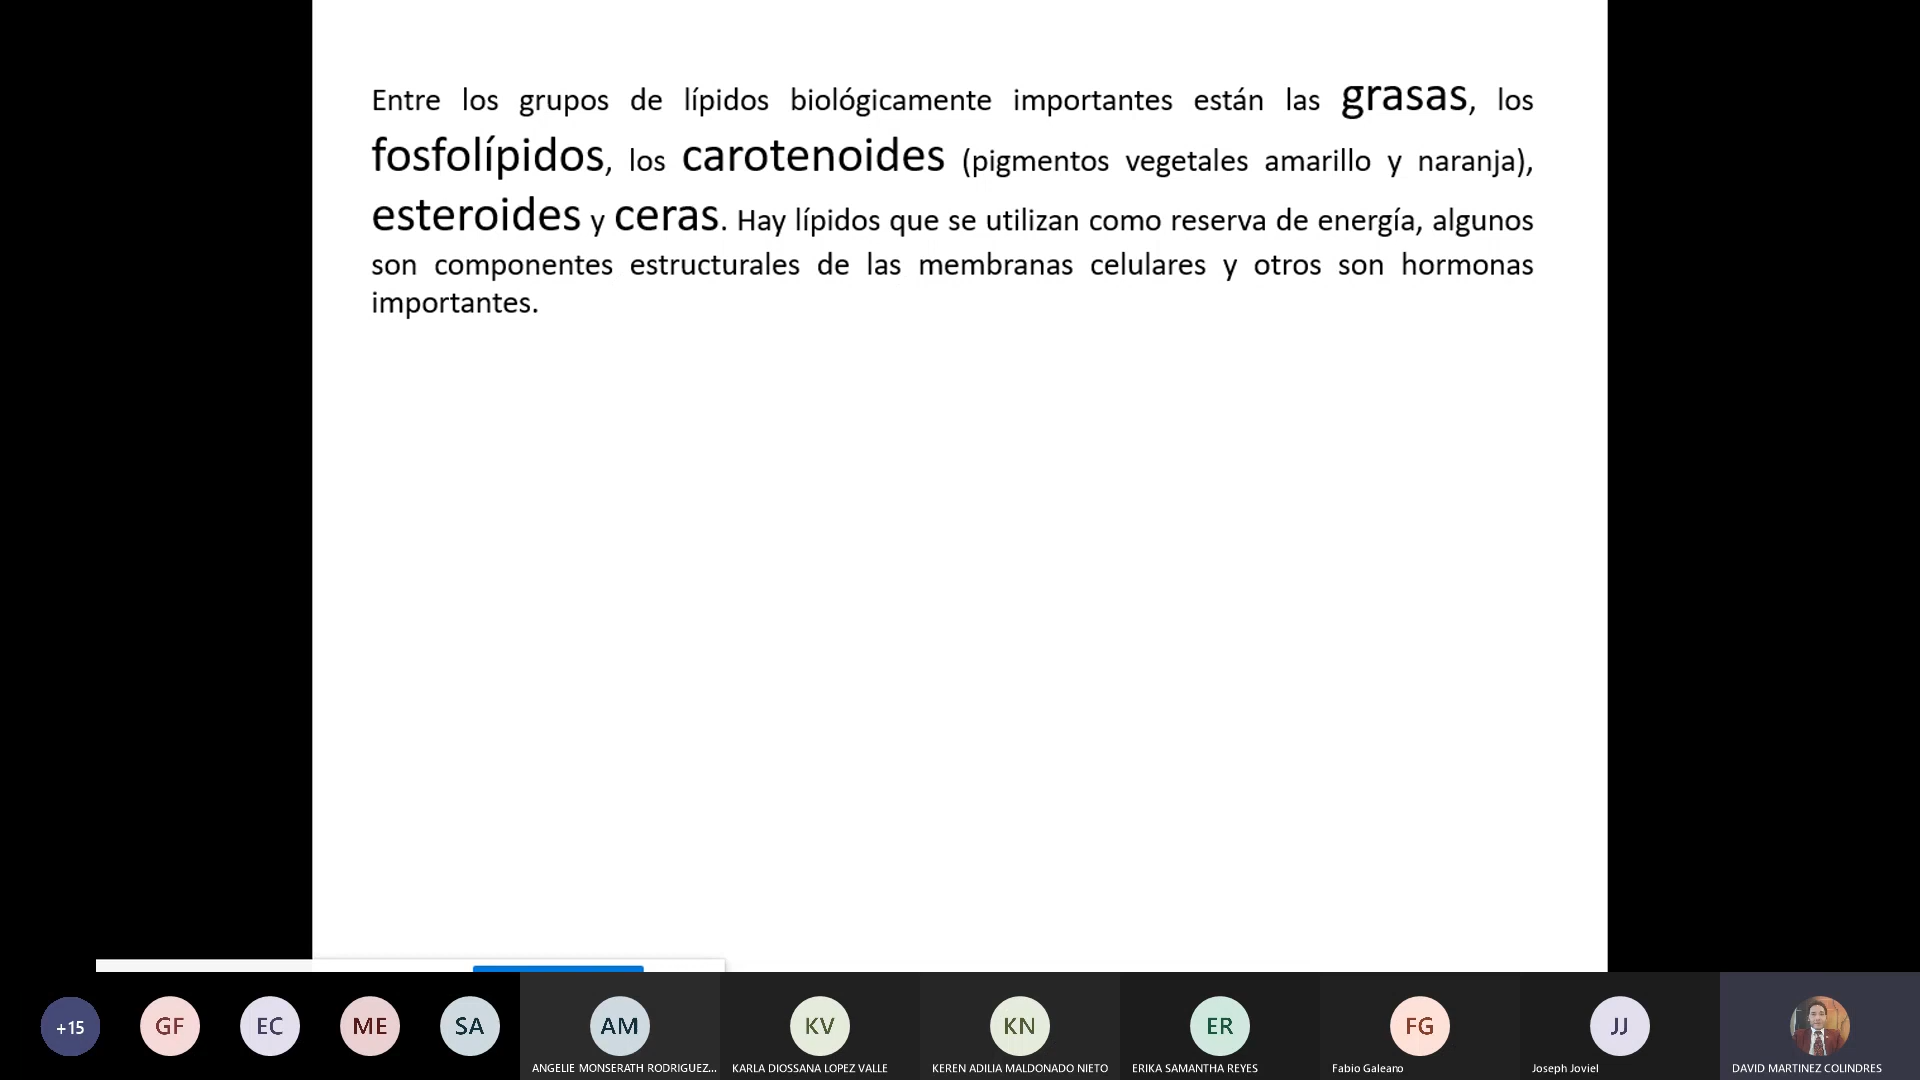 Entre los grupos de lípidos biológicamente importantes están las grasas, los
fosfolípidos, los carotenoides (pigmentos vegetales amarillo y naranja),
esteroides y ceras. Hay lípidos que se utilizan como reserva de energía, algunos
son componentes estructurales de las membranas celulares y otros son hormonas
importantes.
+15 GF EC ME SA AM KV KN ER FG JJ
ANGELIE MONSERATH RODRIGUEZ... KARLA DIOSSANA LOPEZ VALLE KEREN ADILIA MALDONADO NIETO ERIKA SAMANTHA REYES Fabio Galeano Joseph Joviel DAVID MARTINEZ COLINDRES